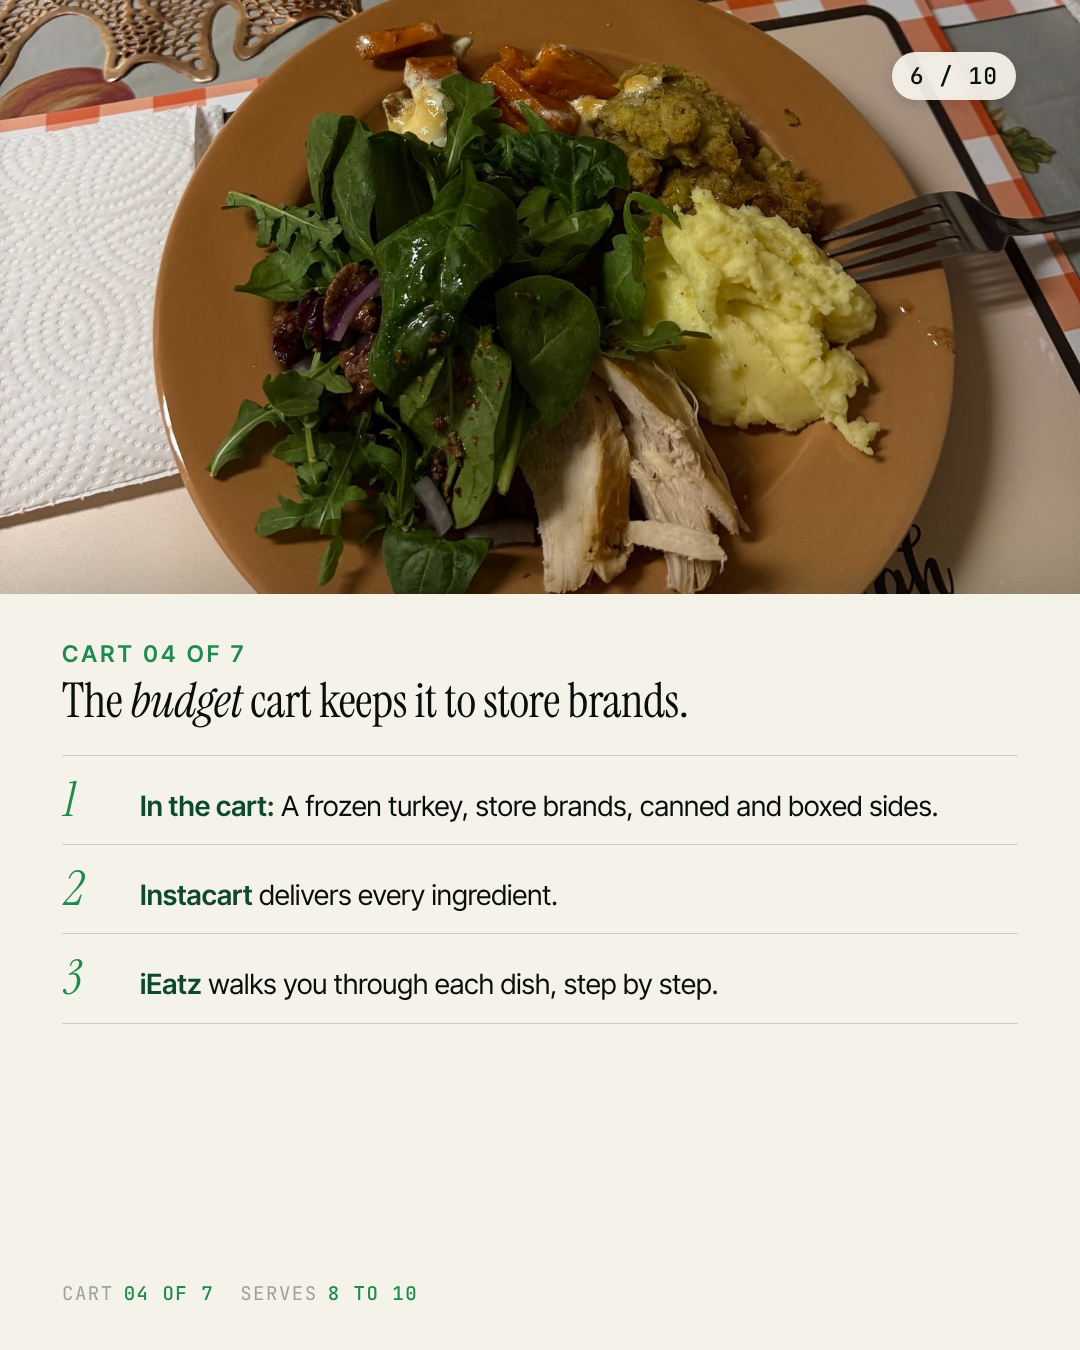 6 / 10
CART 04 OF 7
The budget cart keeps it to store brands.
1 In the cart: A frozen turkey, store brands, canned and boxed sides.
2 Instacart delivers every ingredient.
3 iEatz walks you through each dish, step by step.
CART 04 OF 7 SERVES 8 TO 10